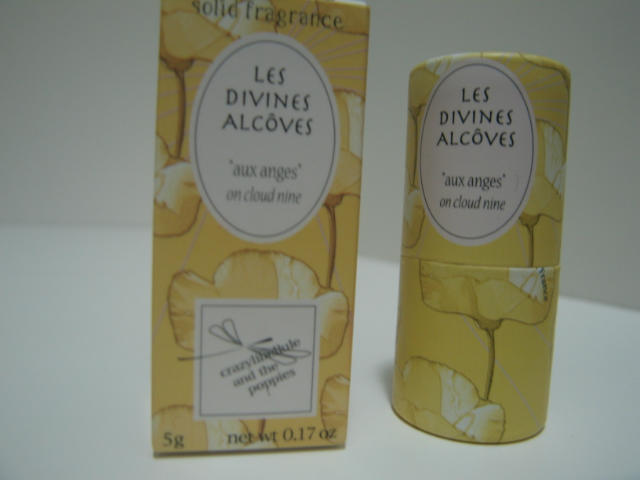 solid fragrance
LES
DIVINES
ALCÔVES
"aux anges"
on cloud nine
crazylibellule
and the
poppies
5g net wt 0.17 oz
LES
DIVINES
ALCÔVES
"aux anges"
on cloud nine